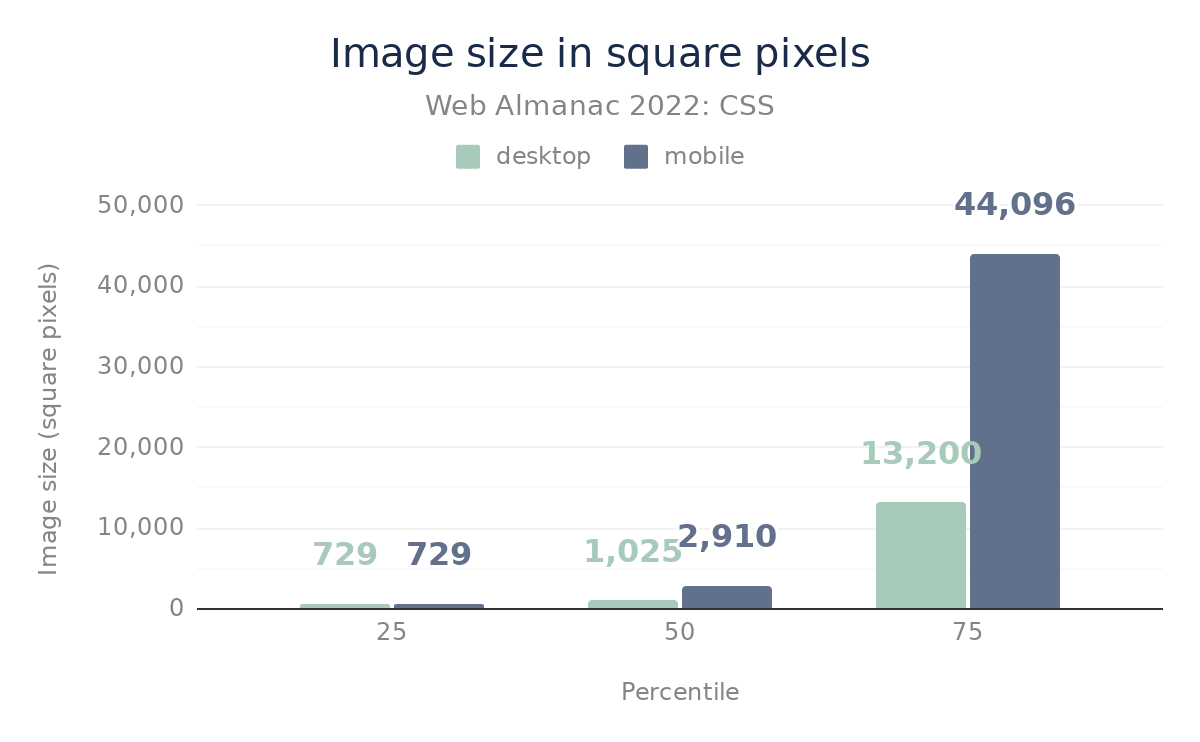 Image size in square pixels
Web Almanac 2022: CSS
desktop mobile
Image size (square pixels)
50,000
40,000
30,000
20,000
10,000
0
729 729
1,025 2,910
13,200 44,096
25 50 75
Percentile